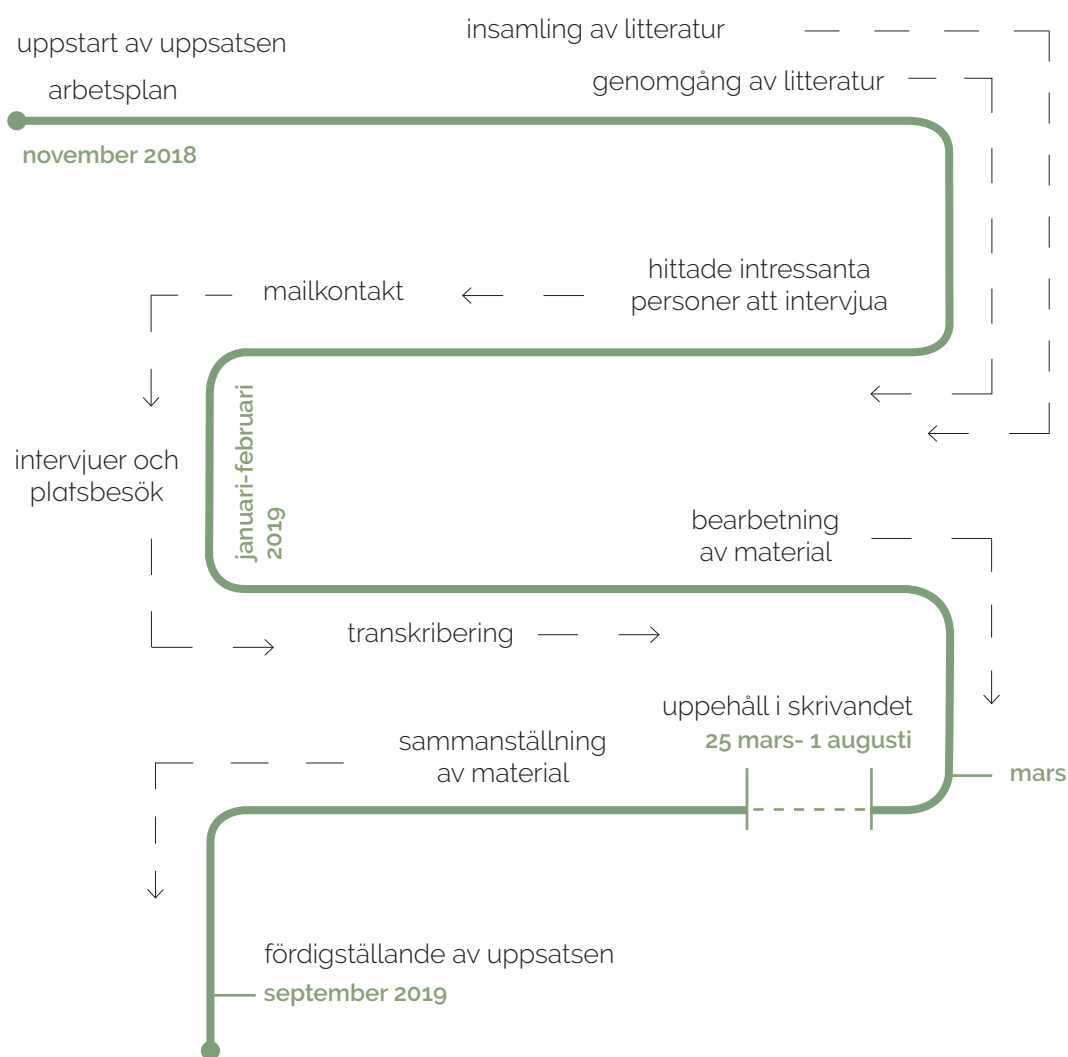 uppstart av uppsatsen
arbetsplan
november 2018
insamling av litteratur
genomgång av litteratur
hittade intressanta
personer att intervjua
mailkontakt
januari-februari
2019
intervjuer och
platsbesök
bearbetning
av material
transkribering
uppehåll i skrivandet
25 mars- 1 augusti
mars
sammanställning
av material
fördigställande av uppsatsen
september 2019